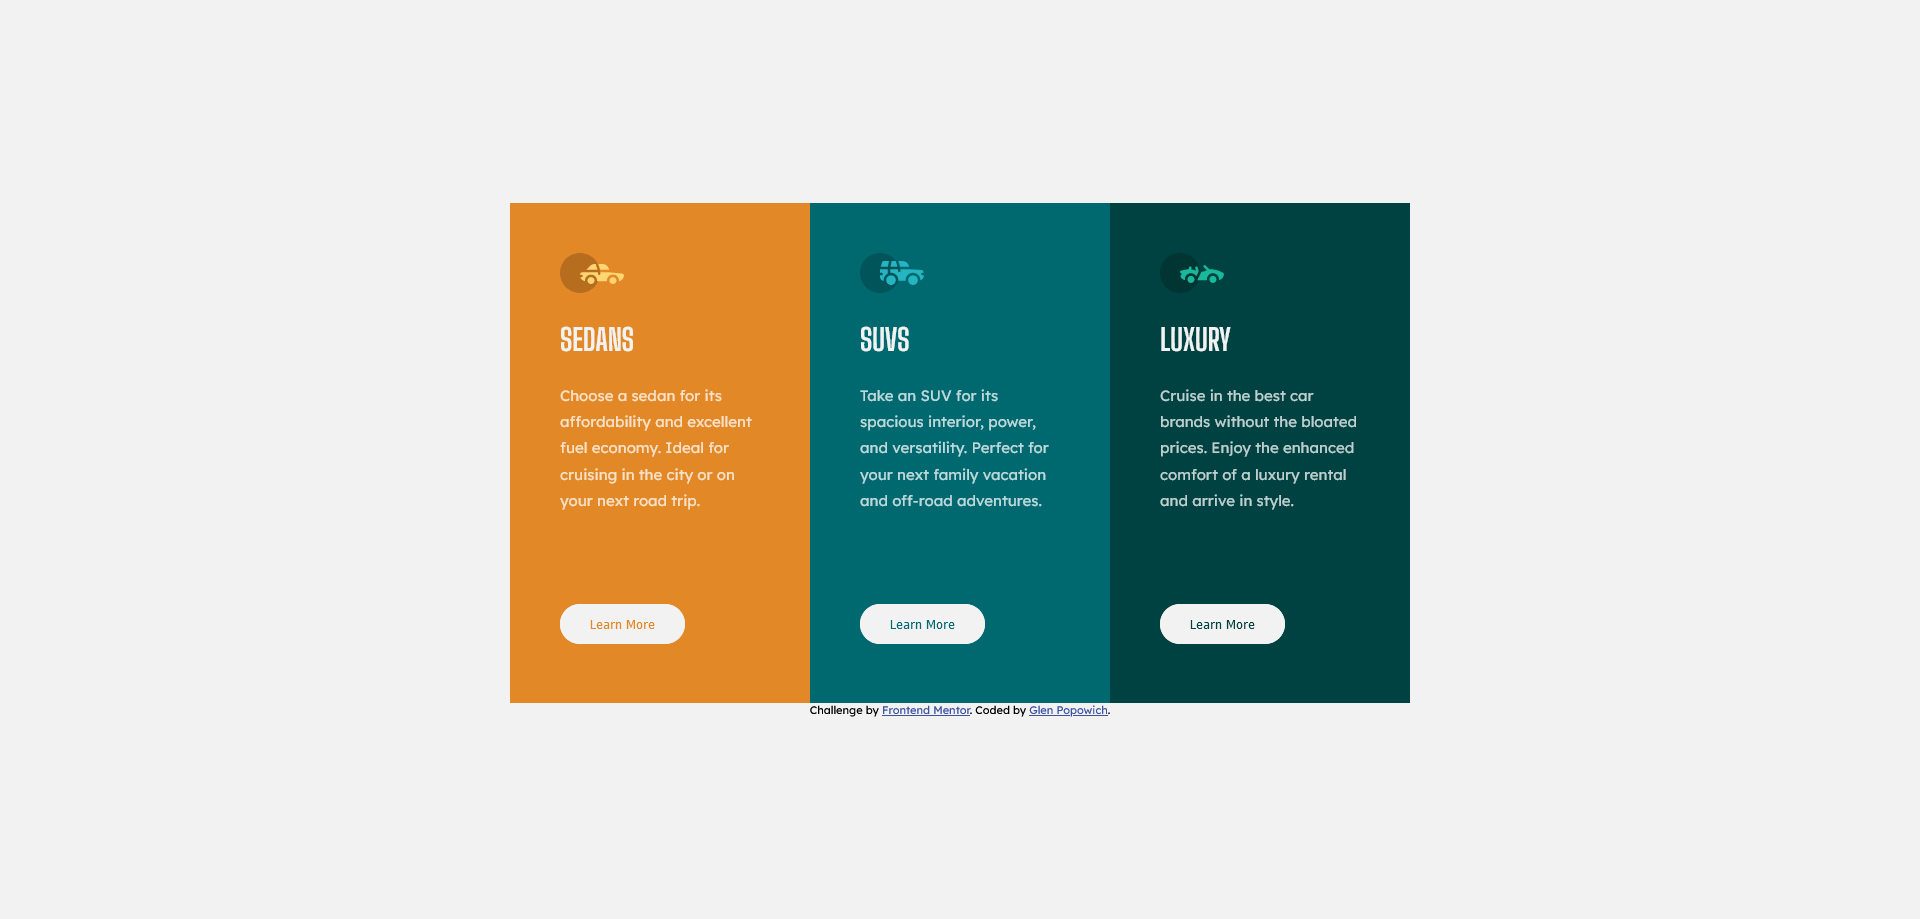 SEDANS
Choose a sedan for its
affordability and excellent
fuel economy. Ideal for
cruising in the city or on
your next road trip.
Learn More
SUVS
Take an SUV for its
spacious interior, power,
and versatility. Perfect for
your next family vacation
and off-road adventures.
Learn More
LUXURY
Cruise in the best car
brands without the bloated
prices. Enjoy the enhanced
comfort of a luxury rental
and arrive in style.
Learn More
Challenge by Frontend Mentor. Coded by Glen Popowich.